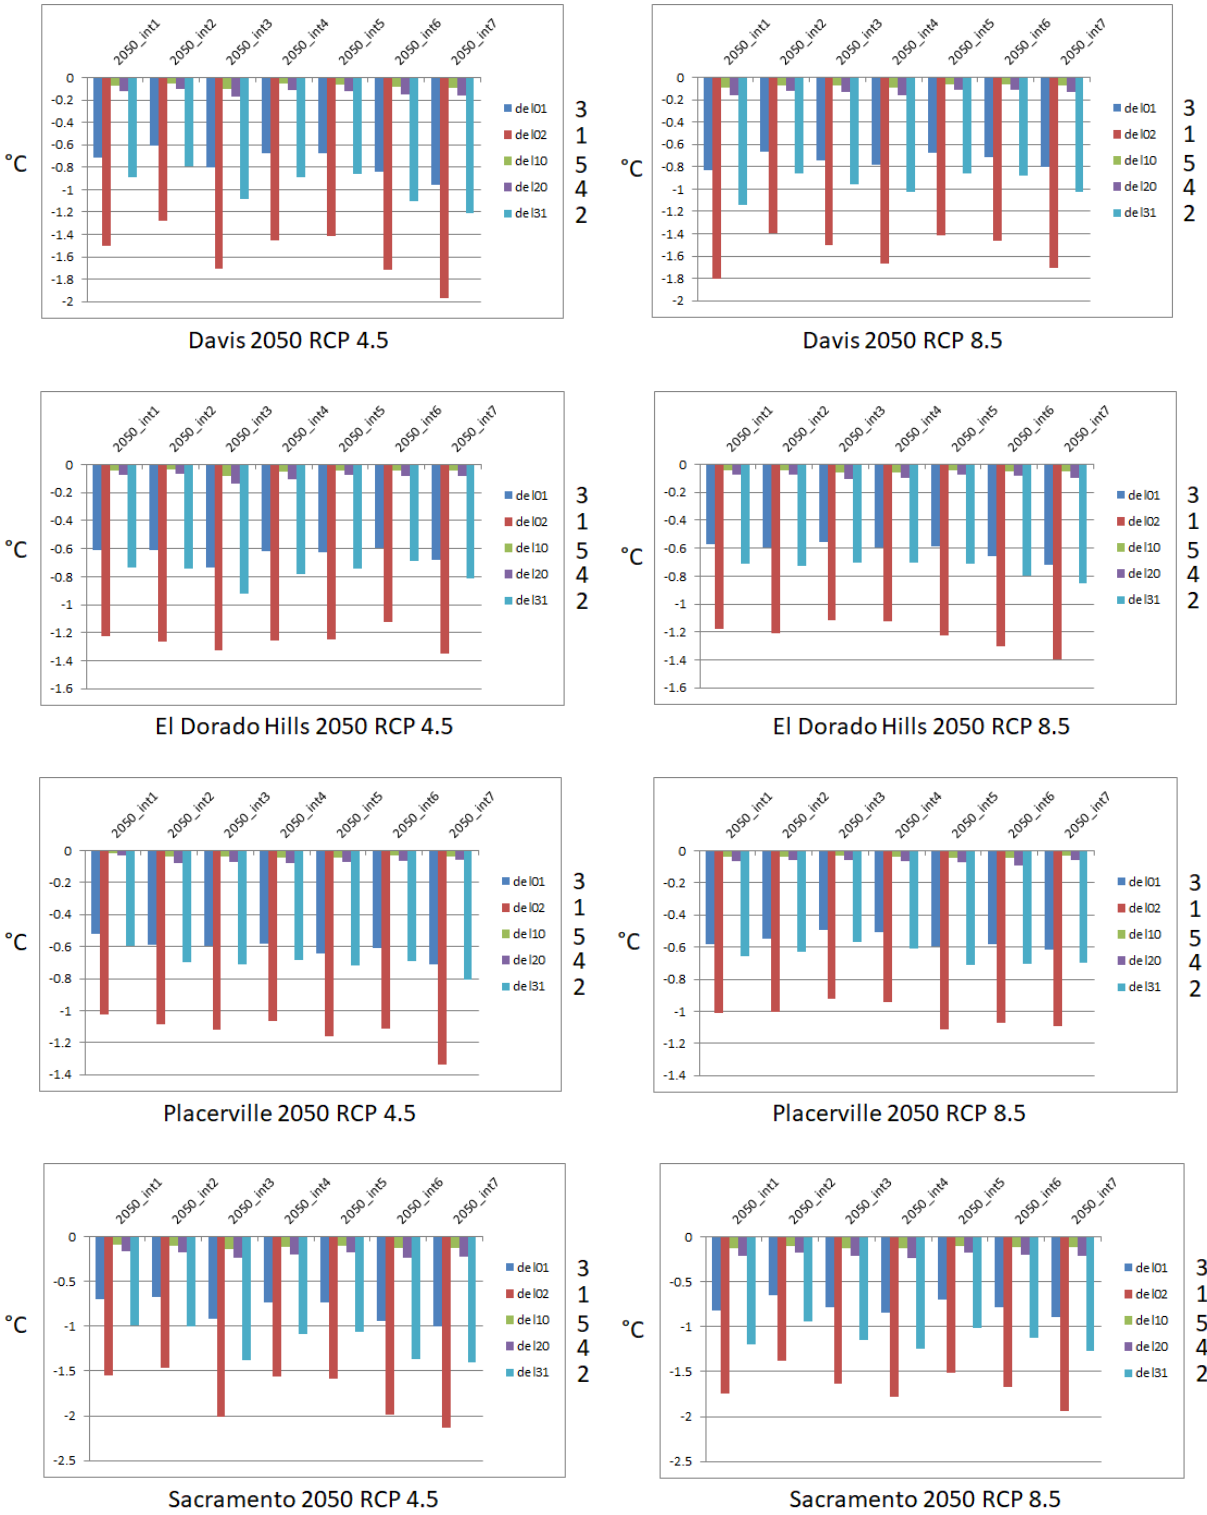 2050_int1 2050_int2 2050_int3 2050_int4 2050_int5 2050_int6 2050_int7
0
-0.2
-0.4
-0.6
-0.8
-1
-1.2
-1.4
-1.6
-1.8
-2
°C
del01 3
del02 1
del10 5
del20 4
del31 2
Davis 2050 RCP 4.5
2050_int1 2050_int2 2050_int3 2050_int4 2050_int5 2050_int6 2050_int7
0
-0.2
-0.4
-0.6
-0.8
-1
-1.2
-1.4
-1.6
-1.8
-2
°C
del01 3
del02 1
del10 5
del20 4
del31 2
Davis 2050 RCP 8.5
2050_int1 2050_int2 2050_int3 2050_int4 2050_int5 2050_int6 2050_int7
0
-0.2
-0.4
-0.6
-0.8
-1
-1.2
-1.4
-1.6
°C
del01 3
del02 1
del10 5
del20 4
del31 2
El Dorado Hills 2050 RCP 4.5
2050_int1 2050_int2 2050_int3 2050_int4 2050_int5 2050_int6 2050_int7
0
-0.2
-0.4
-0.6
-0.8
-1
-1.2
-1.4
-1.6
°C
del01 3
del02 1
del10 5
del20 4
del31 2
El Dorado Hills 2050 RCP 8.5
2050_int1 2050_int2 2050_int3 2050_int4 2050_int5 2050_int6 2050_int7
0
-0.2
-0.4
-0.6
-0.8
-1
-1.2
-1.4
°C
del01 3
del02 1
del10 5
del20 4
del31 2
Placerville 2050 RCP 4.5
2050_int1 2050_int2 2050_int3 2050_int4 2050_int5 2050_int6 2050_int7
0
-0.2
-0.4
-0.6
-0.8
-1
-1.2
-1.4
°C
del01 3
del02 1
del10 5
del20 4
del31 2
Placerville 2050 RCP 8.5
2050_int1 2050_int2 2050_int3 2050_int4 2050_int5 2050_int6 2050_int7
0
-0.5
-1
-1.5
-2
-2.5
°C
del01 3
del02 1
del10 5
del20 4
del31 2
Sacramento 2050 RCP 4.5
2050_int1 2050_int2 2050_int3 2050_int4 2050_int5 2050_int6 2050_int7
0
-0.5
-1
-1.5
-2
-2.5
°C
del01 3
del02 1
del10 5
del20 4
del31 2
Sacramento 2050 RCP 8.5